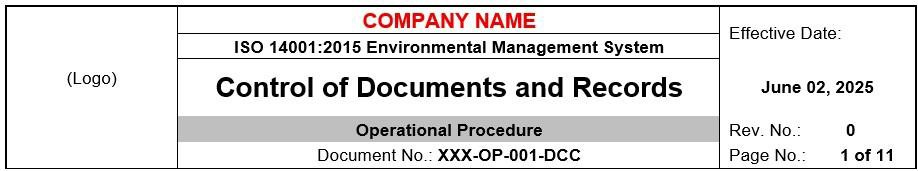 (Logo)
COMPANY NAME
ISO 14001:2015 Environmental Management System
Control of Documents and Records
Operational Procedure
Document No.: XXX-OP-001-DCC
Effective Date:
June 02, 2025
Rev. No.: 0
Page No.: 1 of 11